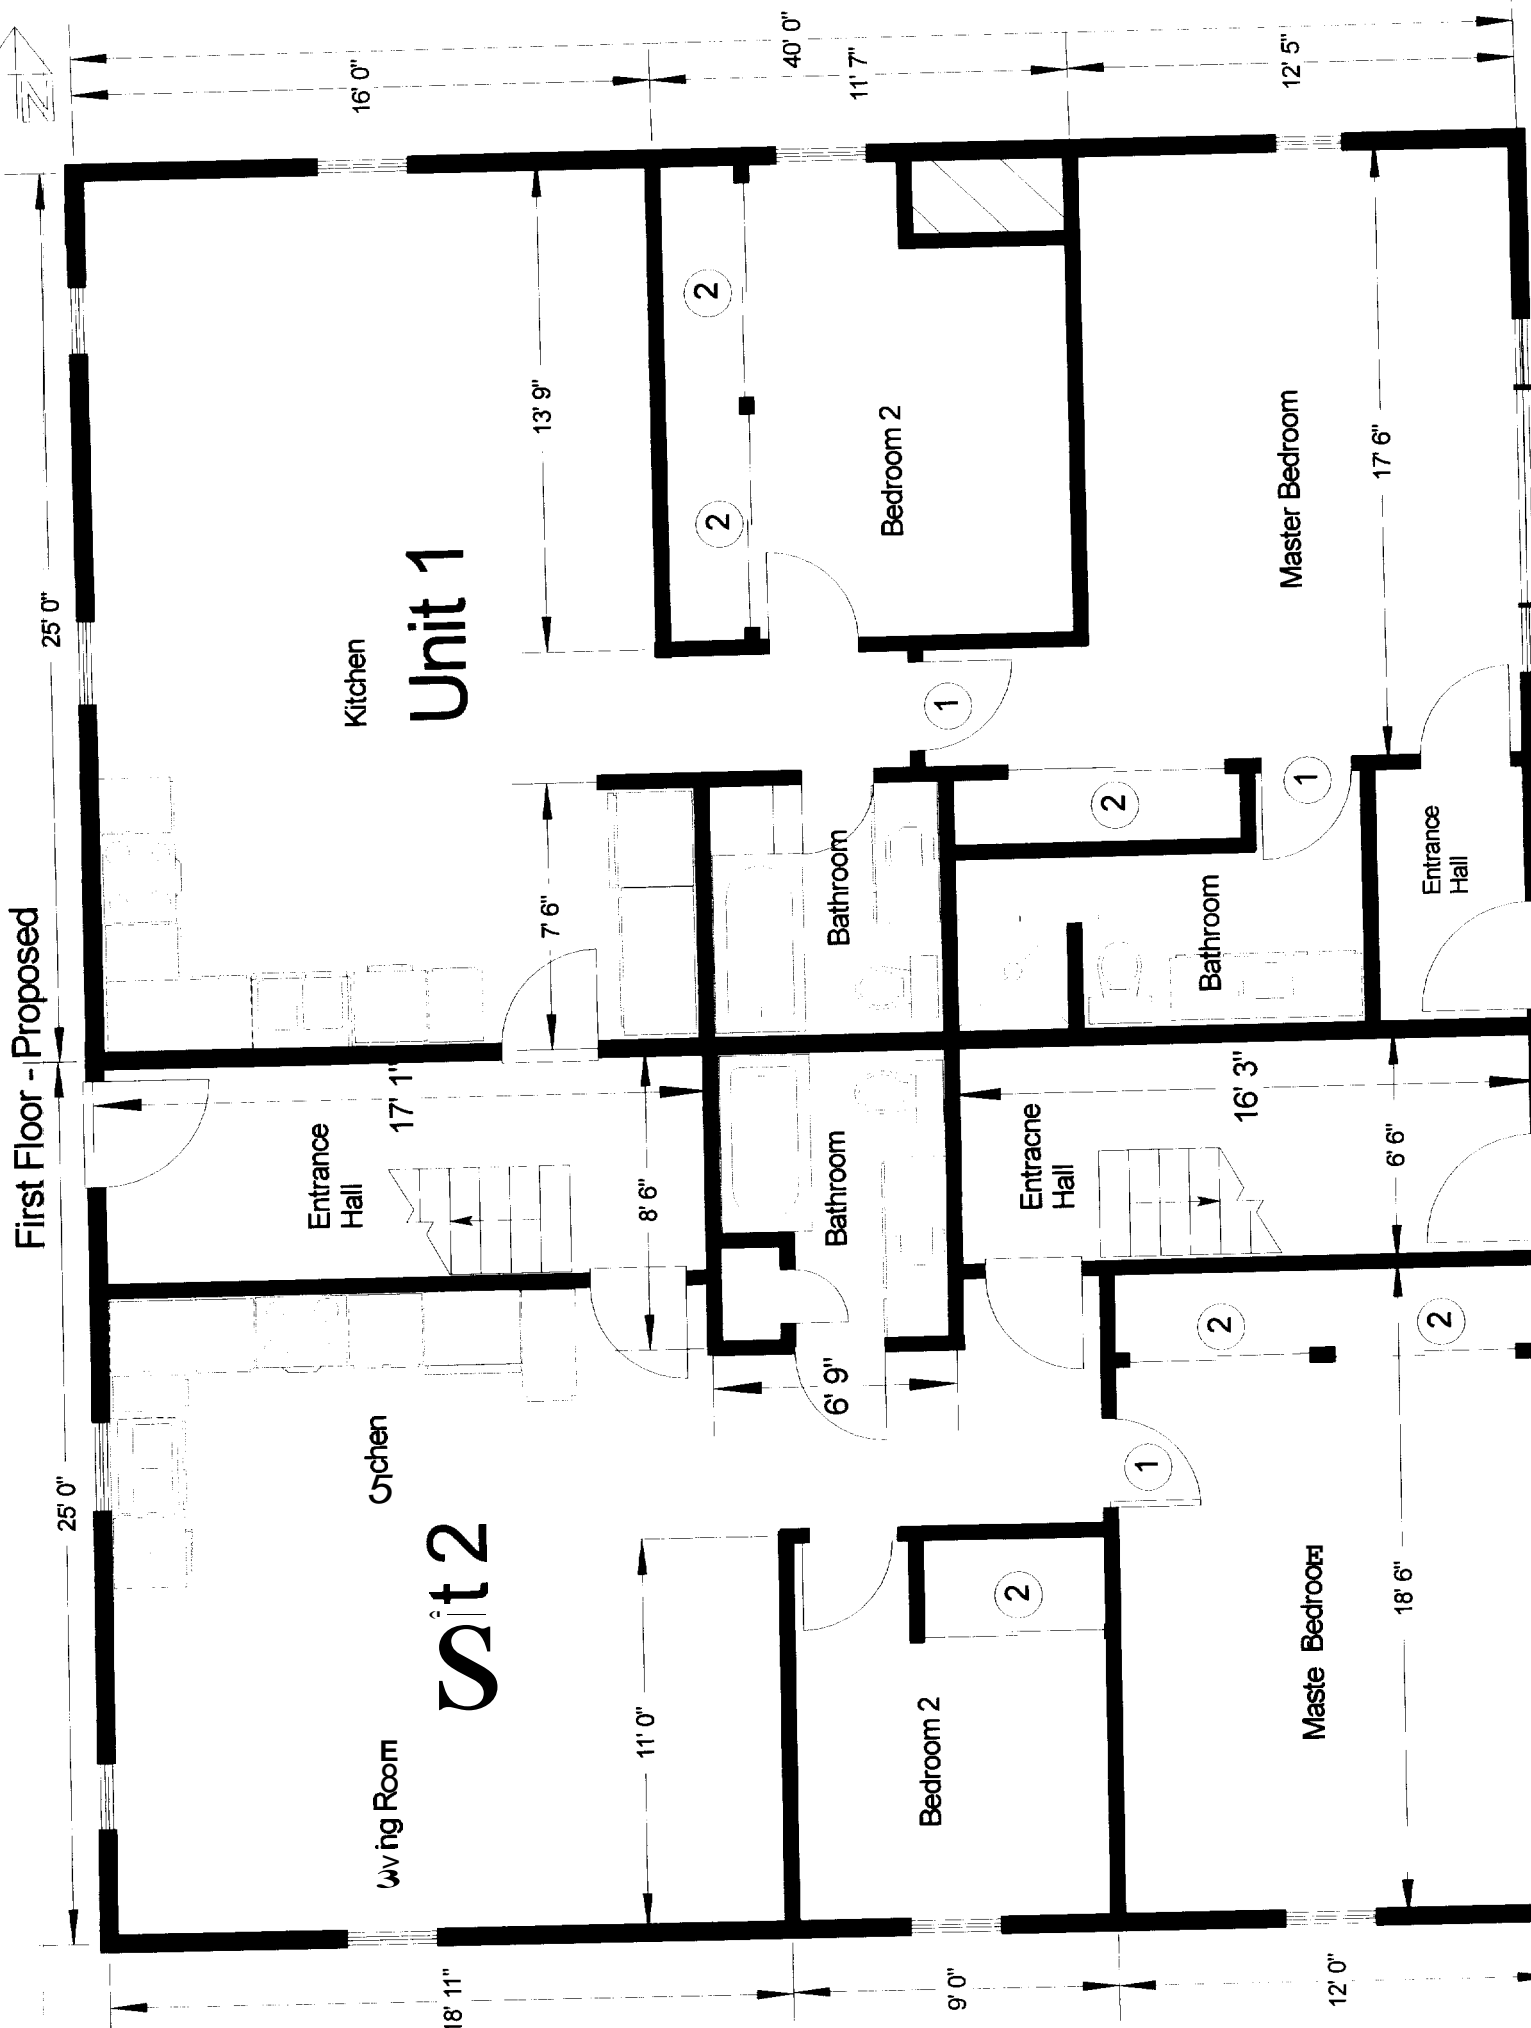 First Floor - Proposed
N
25' 0"
25' 0"
16' 0"
40' 0"
11' 7"
12' 5"
Entrance
Hall
Kitchen
Unit 1
17' 1"
18' 11"
13' 9"
7' 6"
8' 6"
11' 0"
2
2
Bedroom 2
Bathroom
Bathroom
6' 9"
Bedroom 2
9' 0"
1
2
Entracne
Hall
2
1
Bathroom
Master Bedroom
16' 3"
2
1
Maste Bedroom
12' 0"
17' 6"
6' 6"
18' 6"
Entrance
Hall
2